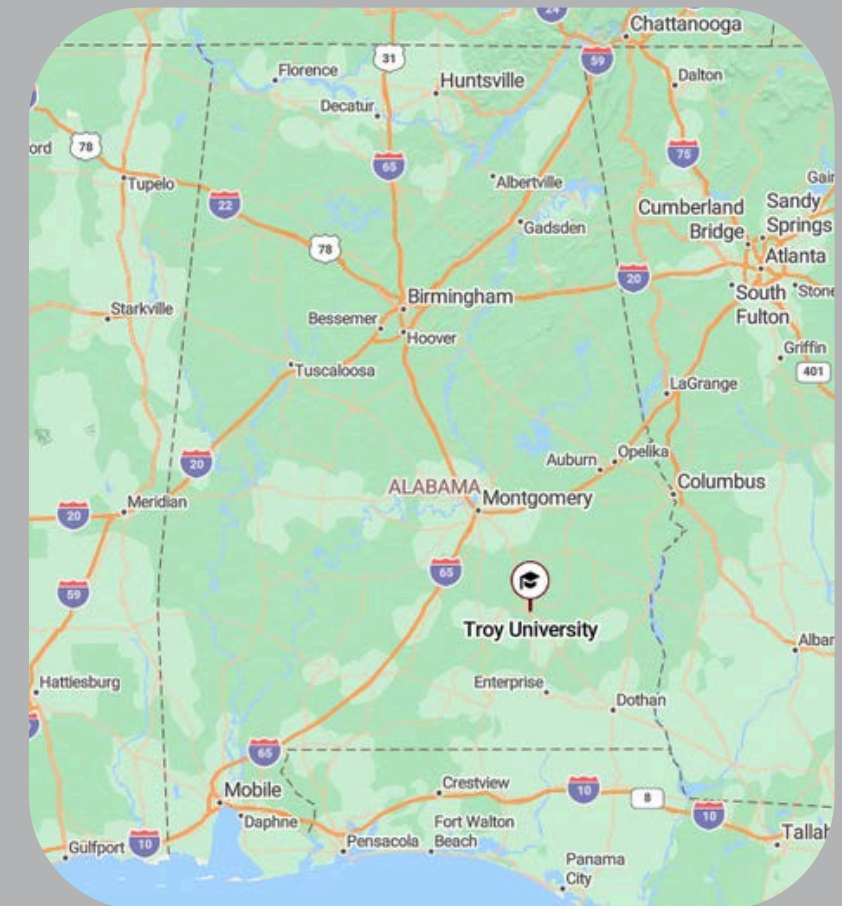 24
Chattanooga
31
59
Florence
Huntsville
Dalton
Decatur
ord
78
65
75
Tupelo
Albertville
Gair
22
Cumberland
Bridge
Sandy
Springs
Gadsden
78
Atlanta
20
Birmingham
South
Fulton
Stone
Starkville
Bessemer
Hoover
Griffin
Tuscaloosa
401
LaGrange
20
Auburn
Opelika
ALABAMA
Columbus
Meridian
Montgomery
20
65
59
Troy University
Albar
Hattiesburg
Enterprise
Dothan
65
Mobile
Crestview
10
8
Daphne
10
Fort Walton
Beach
Gulfport
10
Pensacola
Tallah
Panama
City